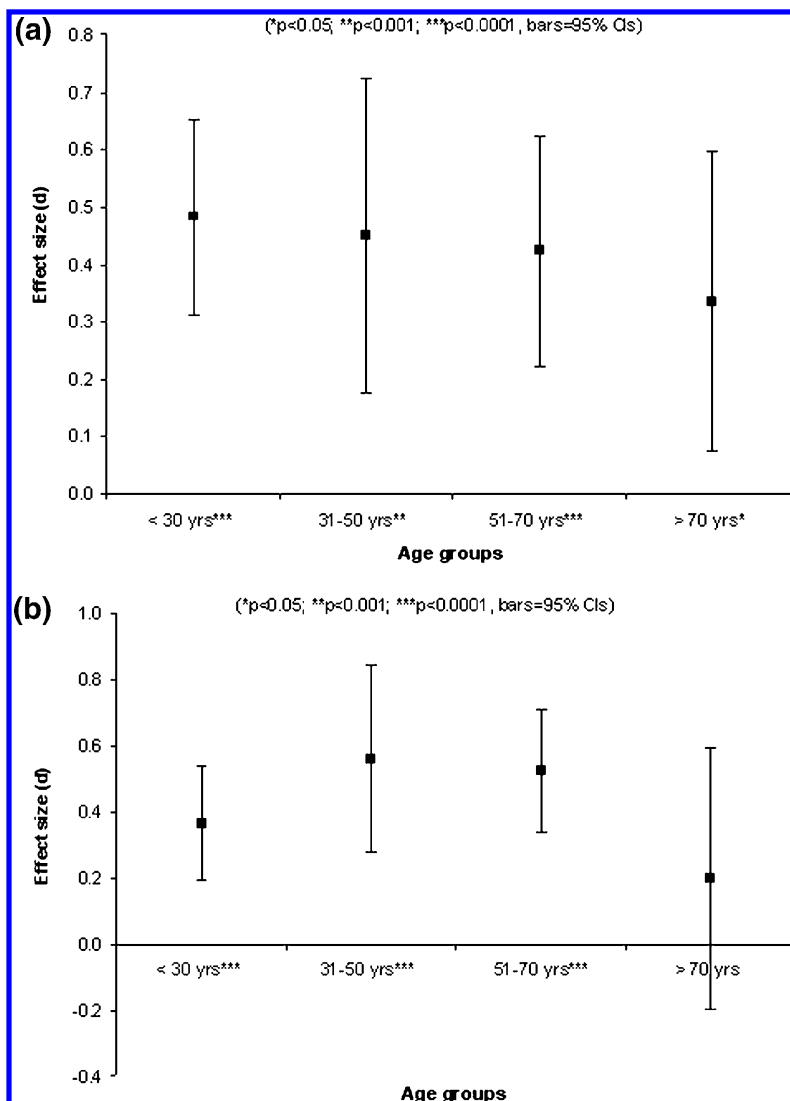 (a)
(*p<0.05; **p<0.001; ***p<0.0001, bars=95% CIs)
0.8
0.7
0.6
0.5
0.4
0.3
0.2
0.1
0.0
Effect size (d)
< 30 yrs*** 31-50 yrs** 51-70 yrs*** > 70 yrs*
Age groups
(b)
(*p<0.05; **p<0.001; ***p<0.0001, bars=95% CIs)
1.0
0.8
0.6
0.4
0.2
0.0
-0.2
-0.4
Effect size (d)
< 30 yrs*** 31-50 yrs*** 51-70 yrs*** > 70 yrs
Age groups